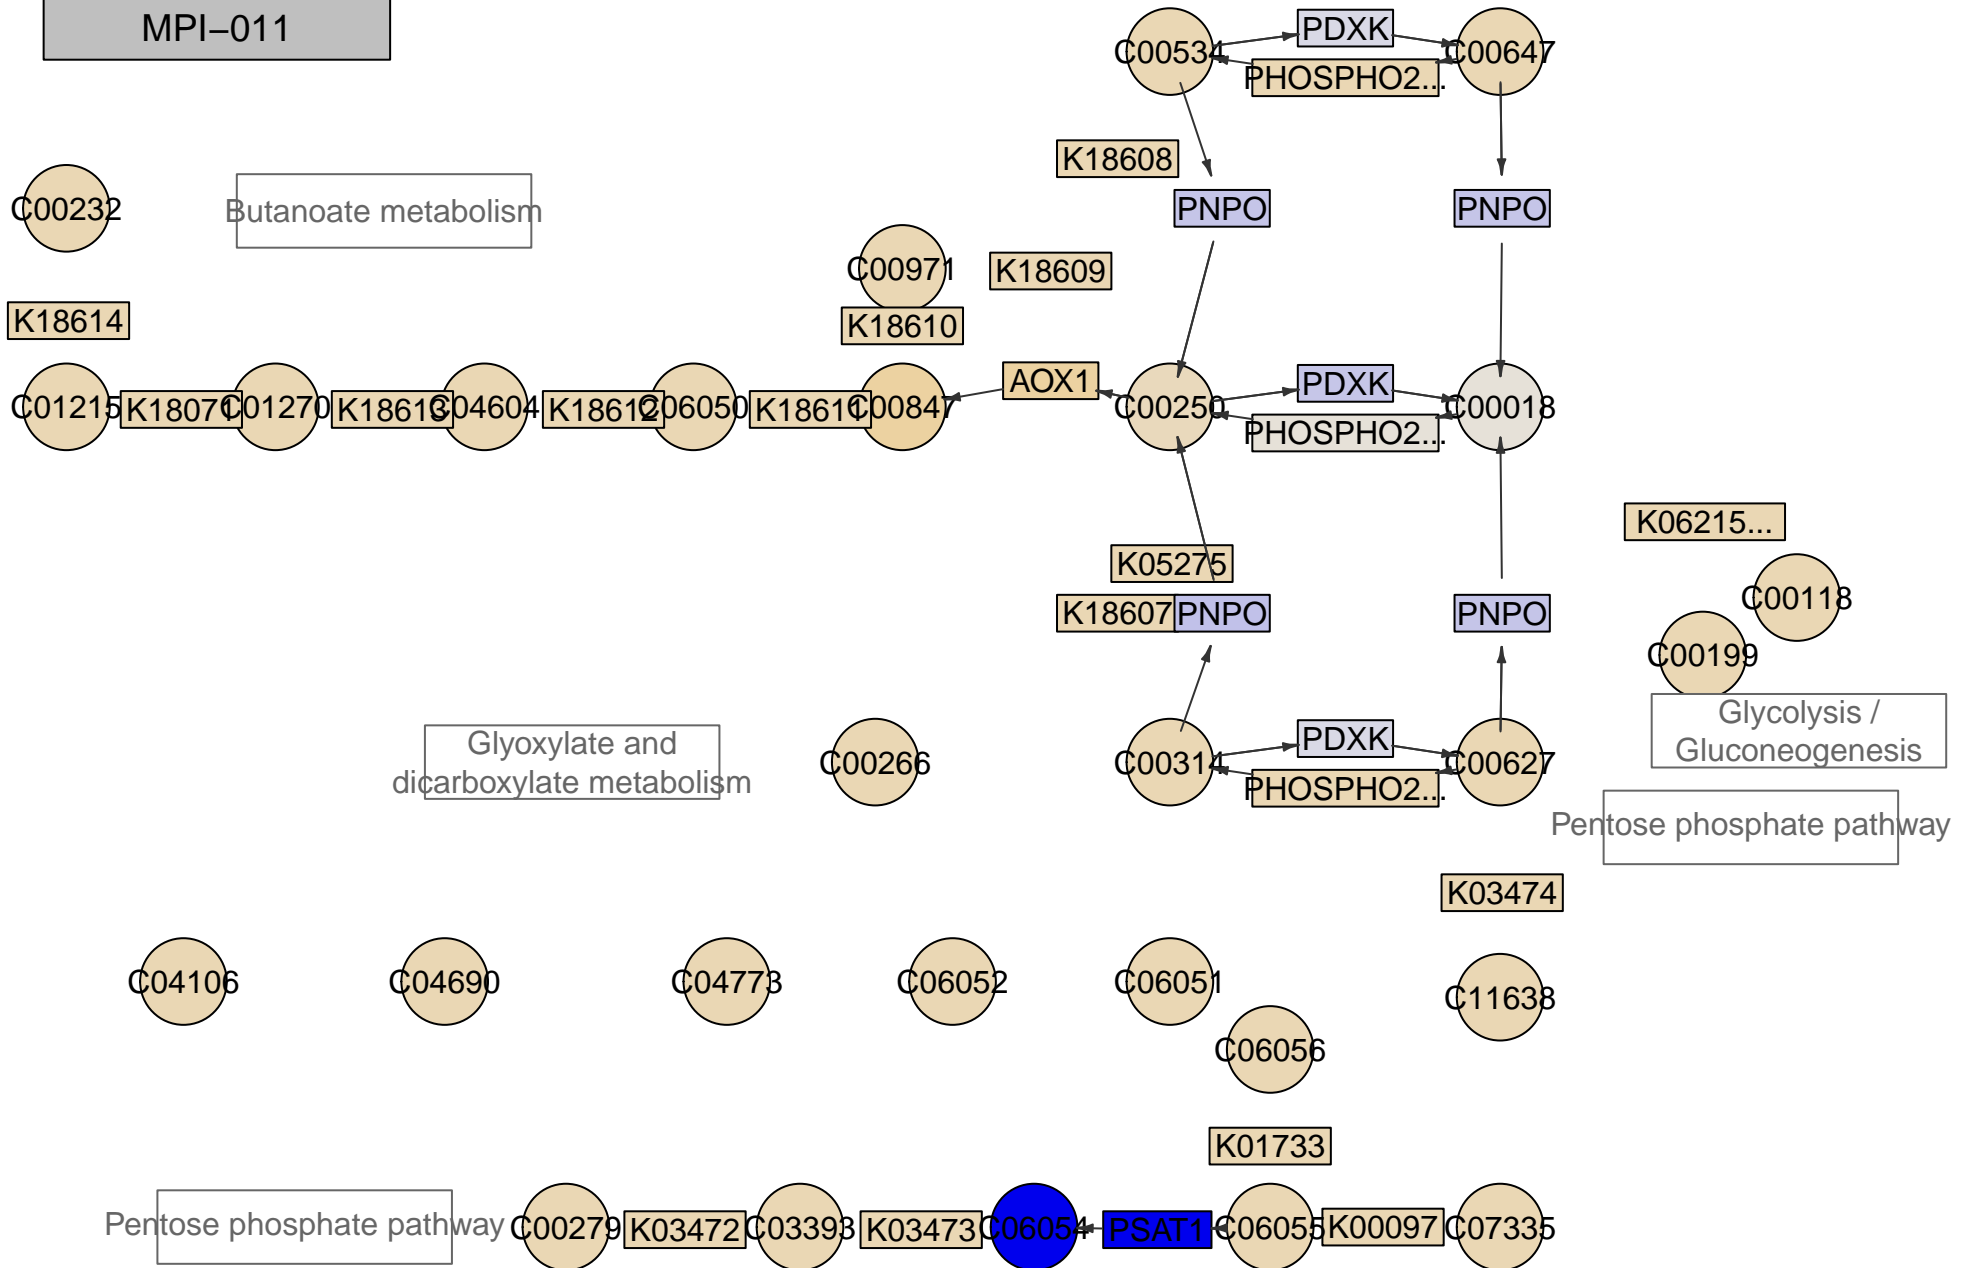 MPI–011
C00534
PDXK
C00647
PHOSPHO2...
K18608
C00232
Butanoate metabolism
PNPO
PNPO
C00971
K18609
K18614
K18610
AOX1
PDXK
C01215
K18071
C01270
K18613
C04604
K18612
C06050
K18611
C00847
C00250
C00018
PHOSPHO2...
K06215...
K05275
C00118
K18607
PNPO
PNPO
C00199
Glycolysis /
Gluconeogenesis
Glyoxylate and
dicarboxylate metabolism
C00266
C00314
PDXK
C00627
PHOSPHO2...
Pentose phosphate pathway
K03474
C04106
C04690
C04773
C06052
C06051
C11638
C06056
K01733
Pentose phosphate pathway
C00279
K03472
C03393
K03473
C06054
PSAT1
C06055
K00097
C07335